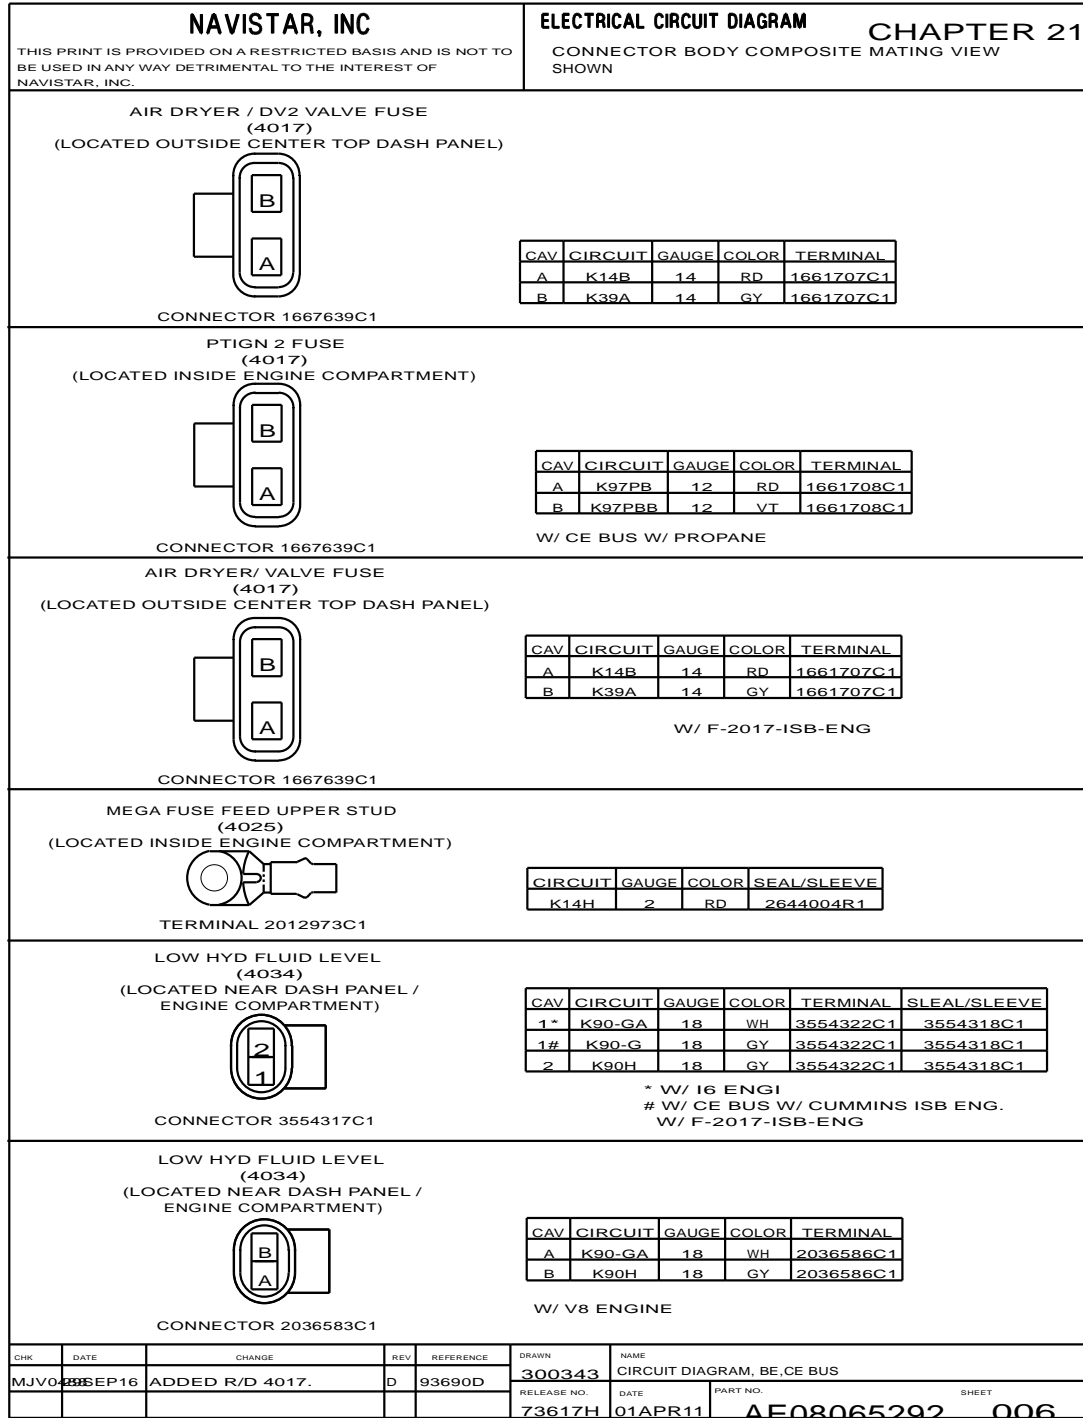 NAVISTAR, INC
THIS PRINT IS PROVIDED ON A RESTRICTED BASIS AND IS NOT TO
BE USED IN ANY WAY DETRIMENTAL TO THE INTEREST OF
NAVISTAR, INC.
ELECTRICAL CIRCUIT DIAGRAM CHAPTER 21
CONNECTOR BODY COMPOSITE MATING VIEW
SHOWN
AIR DRYER / DV2 VALVE FUSE
(4017)
(LOCATED OUTSIDE CENTER TOP DASH PANEL)
B
A
CONNECTOR 1667639C1
CAV CIRCUIT GAUGE COLOR TERMINAL
A K14B 14 RD 1661707C1
B K39A 14 GY 1661707C1
PTIGN 2 FUSE
(4017)
(LOCATED INSIDE ENGINE COMPARTMENT)
B
A
CONNECTOR 1667639C1
CAV CIRCUIT GAUGE COLOR TERMINAL
A K97PB 12 RD 1661708C1
B K97PBB 12 VT 1661708C1
W/ CE BUS W/ PROPANE
AIR DRYER/ VALVE FUSE
(4017)
(LOCATED OUTSIDE CENTER TOP DASH PANEL)
B
A
CONNECTOR 1667639C1
CAV CIRCUIT GAUGE COLOR TERMINAL
A K14B 14 RD 1661707C1
B K39A 14 GY 1661707C1
W/ F-2017-ISB-ENG
MEGA FUSE FEED UPPER STUD
(4025)
(LOCATED INSIDE ENGINE COMPARTMENT)
TERMINAL 2012973C1
CIRCUIT GAUGE COLOR SEAL/SLEEVE
K14H 2 RD 2644004R1
LOW HYD FLUID LEVEL
(4034)
(LOCATED NEAR DASH PANEL /
ENGINE COMPARTMENT)
2
1
CONNECTOR 3554317C1
CAV CIRCUIT GAUGE COLOR TERMINAL SLEAL/SLEEVE
1* K90-GA 18 WH 3554322C1 3554318C1
1# K90-G 18 GY 3554322C1 3554318C1
2 K90H 18 GY 3554322C1 3554318C1
* W/ I6 ENGI
# W/ CE BUS W/ CUMMINS ISB ENG.
W/ F-2017-ISB-ENG
LOW HYD FLUID LEVEL
(4034)
(LOCATED NEAR DASH PANEL /
ENGINE COMPARTMENT)
B
A
CONNECTOR 2036583C1
CAV CIRCUIT GAUGE COLOR TERMINAL
A K90-GA 18 WH 2036586C1
B K90H 18 GY 2036586C1
W/ V8 ENGINE
CHK DATE CHANGE REV REFERENCE
ADDED R/D 4017. D 93690D
DRAWN
300343
NAME
CIRCUIT DIAGRAM, BE,CE BUS
RELEASE NO.
73617H
DATE
01APR11
PART NO.
AE08065292
SHEET
006